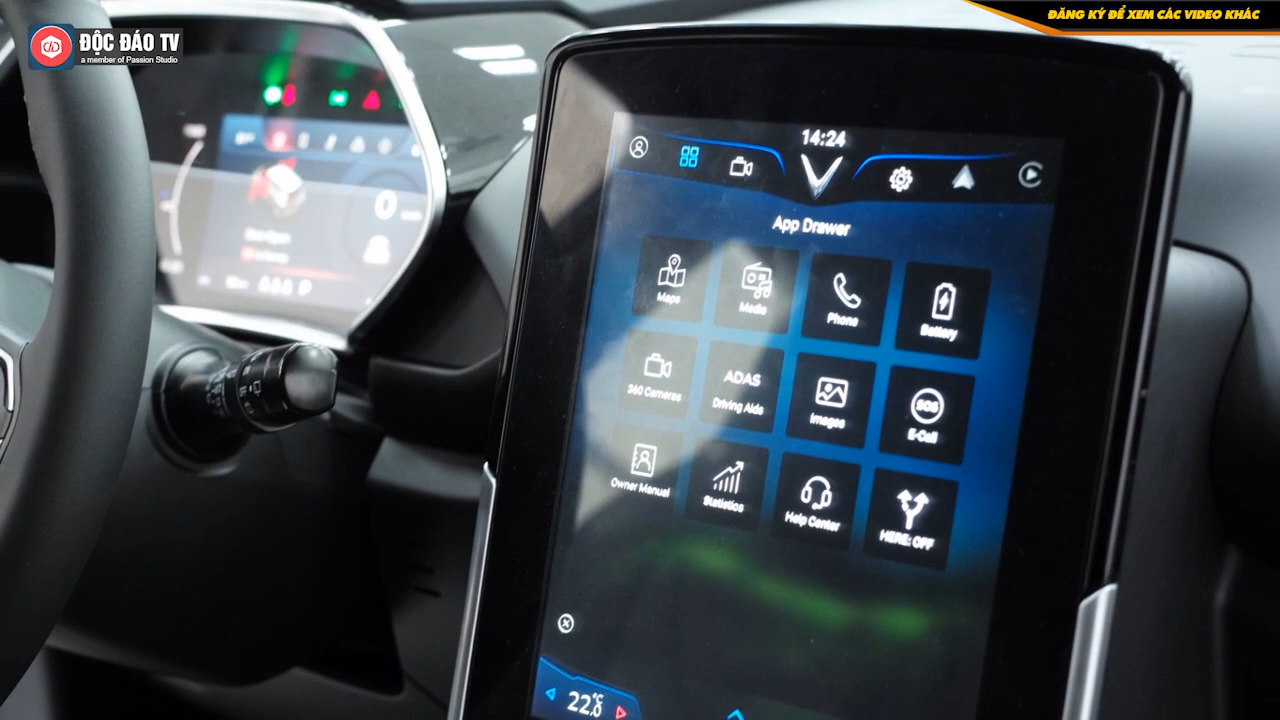 ĐỘC ĐÁO TV
a member of Passion Studio
ĐĂNG KÝ ĐỂ XEM CÁC VIDEO KHÁC
14:24
App Drawer
Maps
Media
Phone
Battery
360 Cameras
ADAS
Driving Aids
Images
SOS
E-Call
Owner Manual
Statistics
Help Center
HERE: OFF
22.0 °C
0